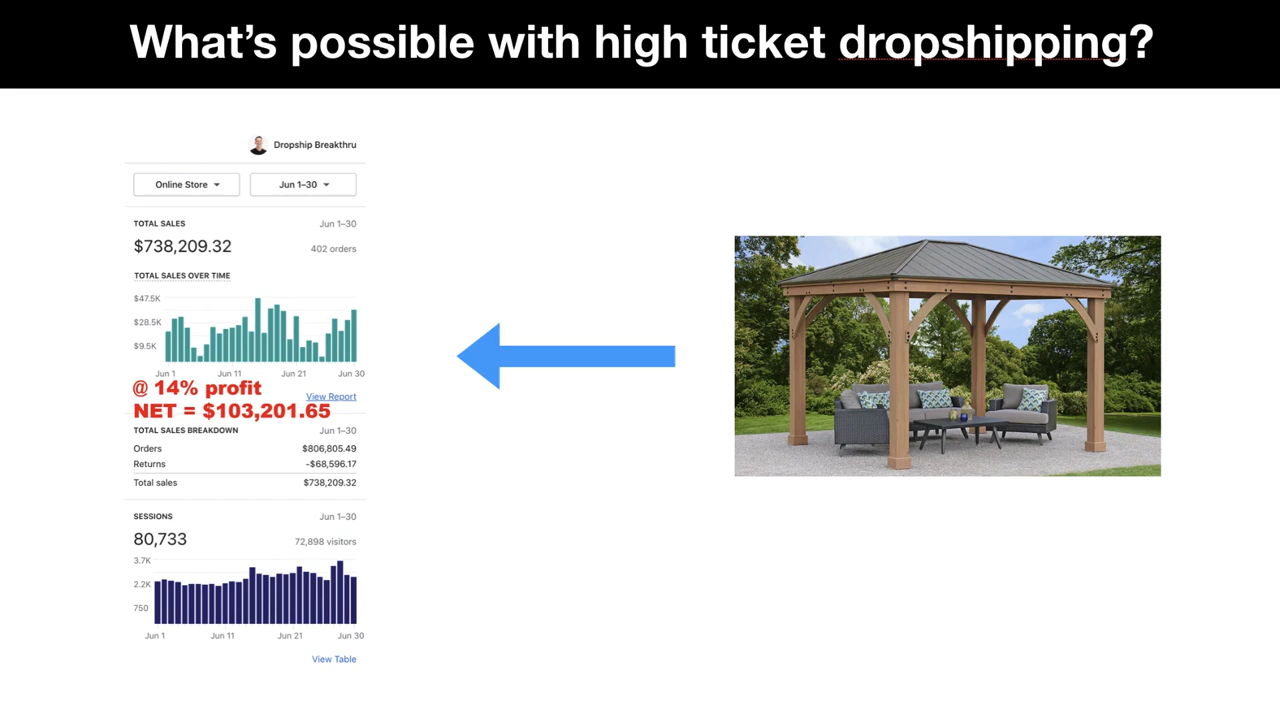 What's possible with high ticket dropshipping?
Dropship Breakthru
Online Store
Jun 1–30
TOTAL SALES
Jun 1–30
$738,209.32
402 orders
TOTAL SALES OVER TIME
$47.5K
$28.5K
$9.5K
Jun 1 Jun 11 Jun 21 Jun 30
@ 14% profit
View Report
NET = $103,201.65
TOTAL SALES BREAKDOWN
Jun 1–30
Orders $806,805.49
Returns -$68,596.17
Total sales $738,209.32
SESSIONS
Jun 1–30
80,733
72,898 visitors
3.7K
2.2K
750
Jun 1 Jun 11 Jun 21 Jun 30
View Table